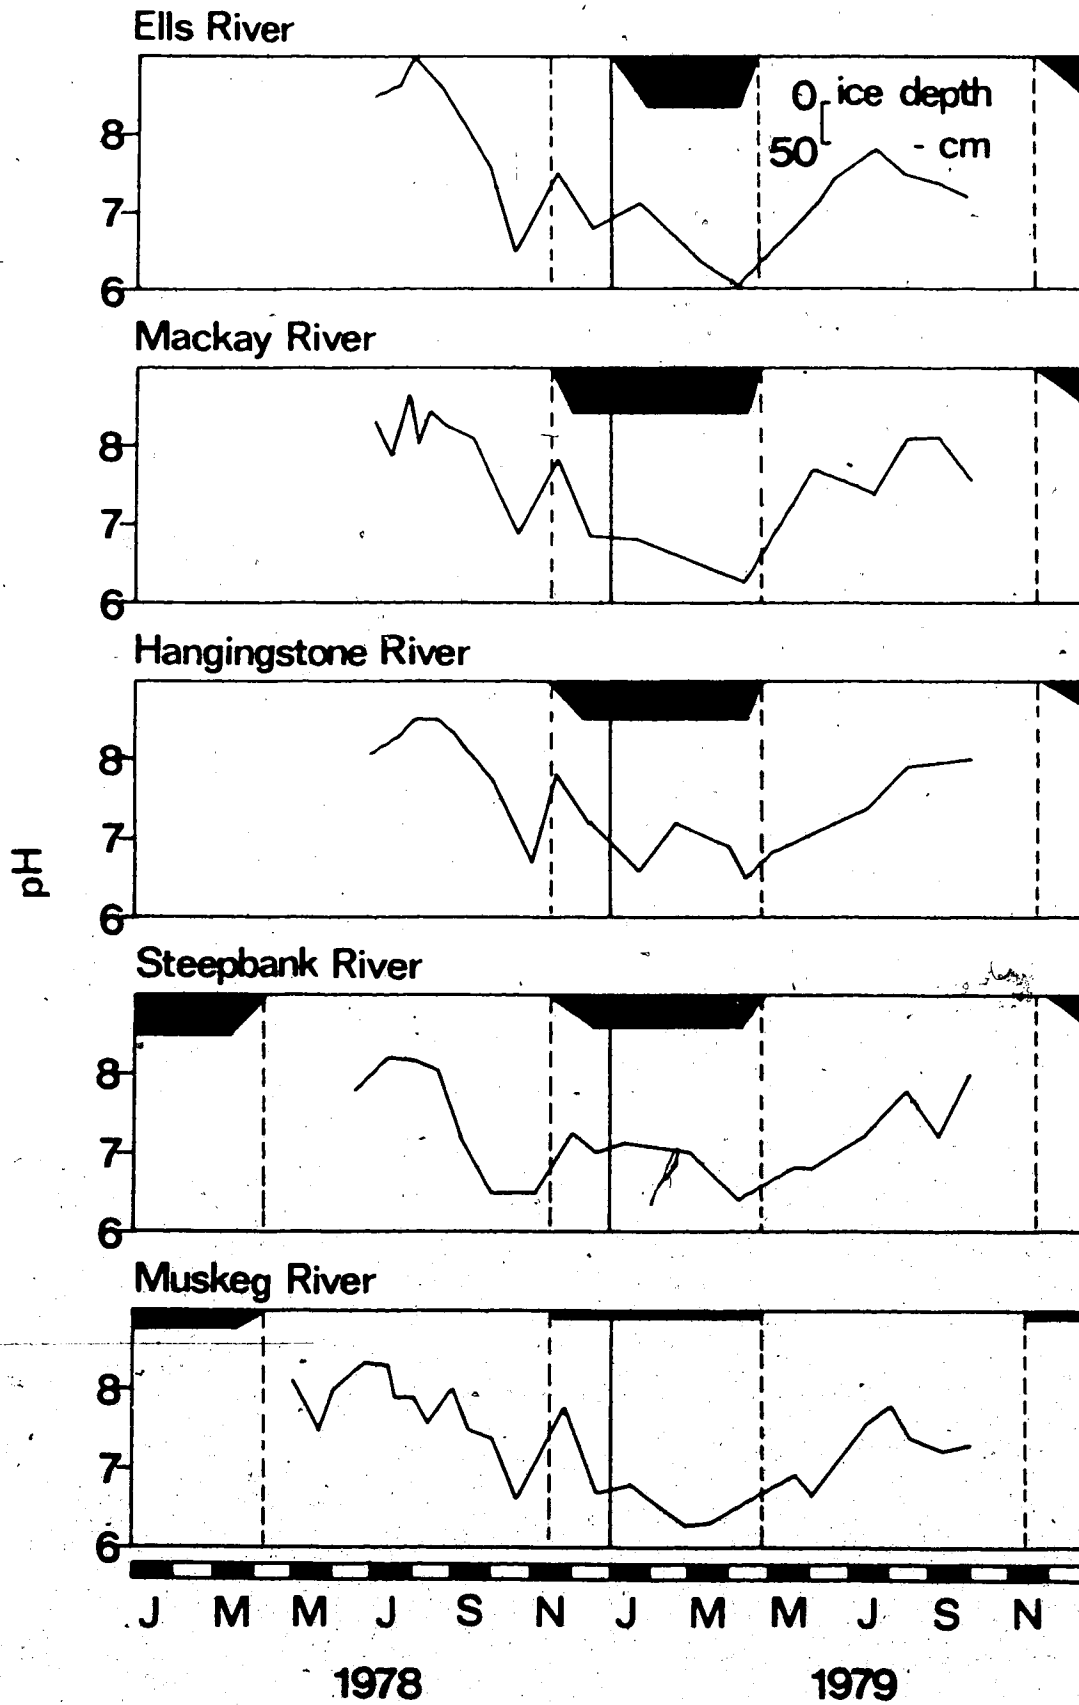 Ells River
0 ice depth
50 - cm
8
7
6
Mackay River
8
7
6
Hangingstone River
8
7
6
pH
Steepbank River
8
7
6
Muskeg River
8
7
6
J M M J S N J M M J S N
1978 1979